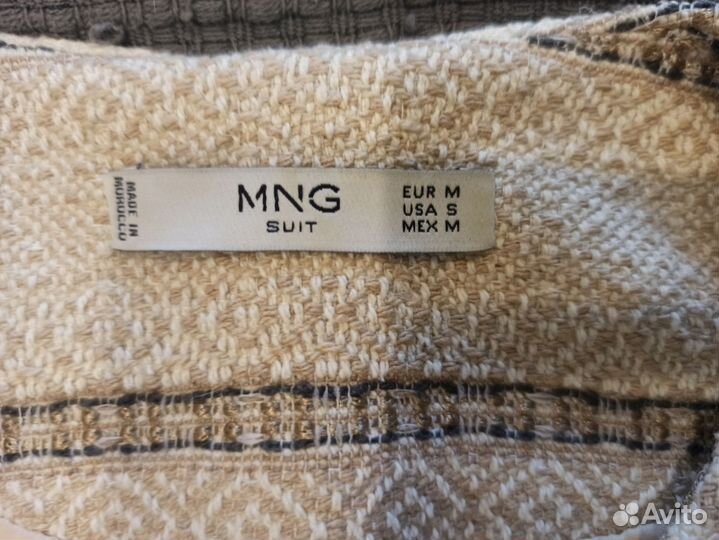 MADE IN
MOROCCO
MNG
SUIT
EUR M
USA S
MEX M
Avito